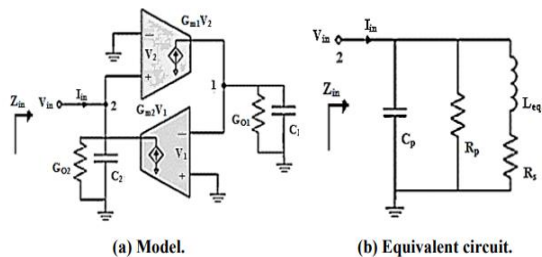 Gm1V2
V2
−
+
Zin
Vin
Iin
2
1
Gm2V1
−
+
V1
GO2
C2
GO1
C1
(a) Model.
Vin
Iin
2
Zin
Cp
Rp
Leq
Rs
(b) Equivalent circuit.